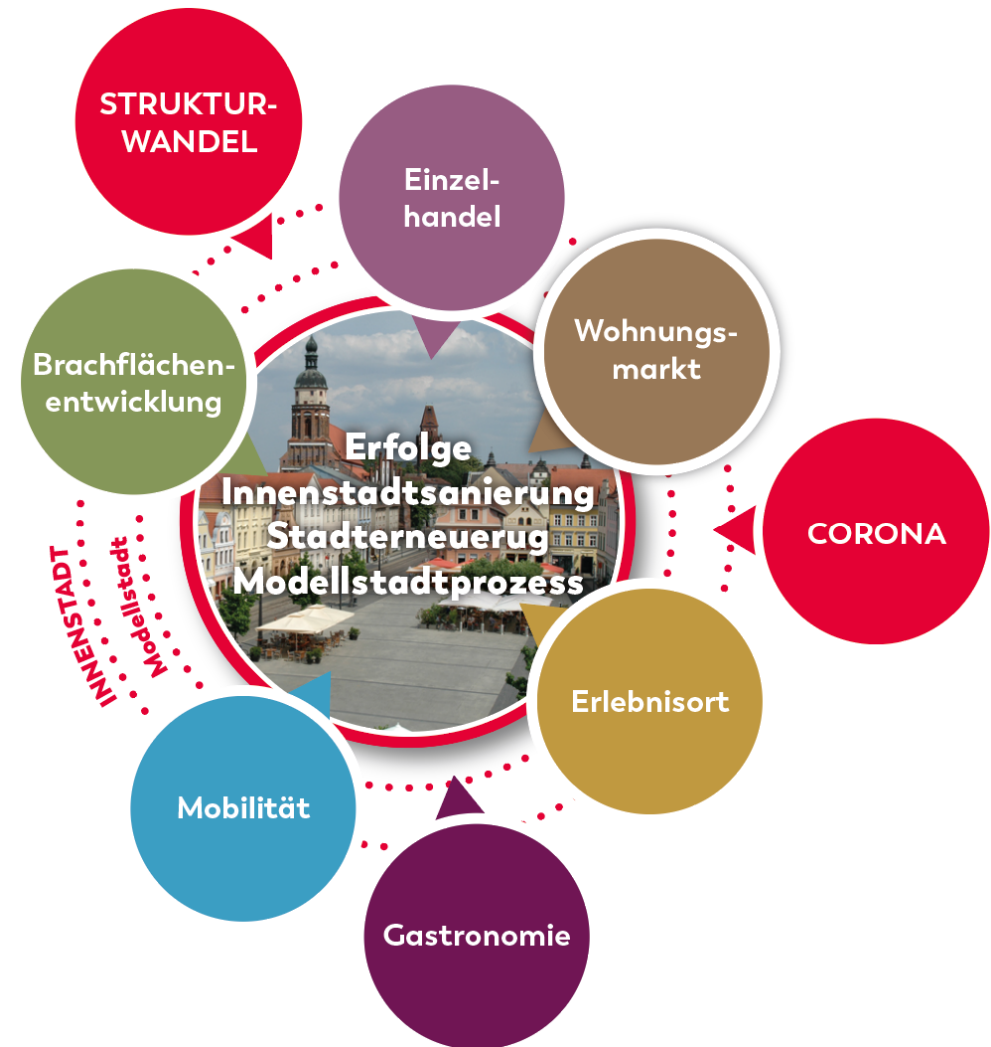 STRUKTUR-
WANDEL
Einzel-
handel
Wohnungs-
markt
Brachflächen-
entwicklung
Erfolge
Innenstadtsanierung
Stadterneuerug
Modellstadtprozess
CORONA
INNENSTADT
Modellstadt
Erlebnisort
Mobilität
Gastronomie